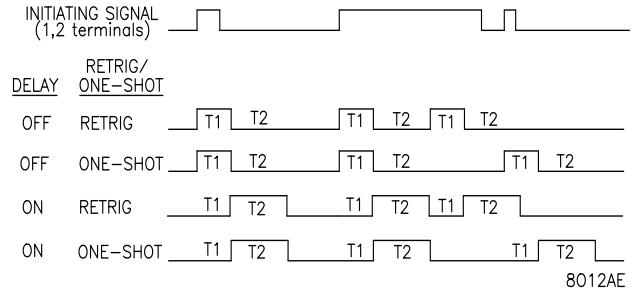 INITIATING SIGNAL
(1,2 terminals)
RETRIG/
DELAY ONE-SHOT
OFF RETRIG T1 T2 T1 T2 T1 T2
OFF ONE-SHOT T1 T2 T1 T2 T1 T2
ON RETRIG T1 T2 T1 T2 T1 T2
ON ONE-SHOT T1 T2 T1 T2 T1 T2
8012AE